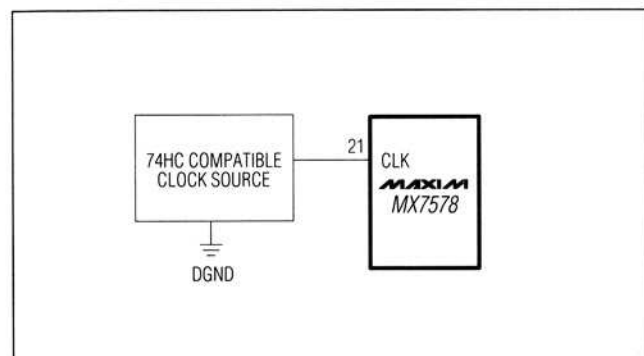 74HC COMPATIBLE
CLOCK SOURCE
DGND
21
CLK
MAXIM
MX7578